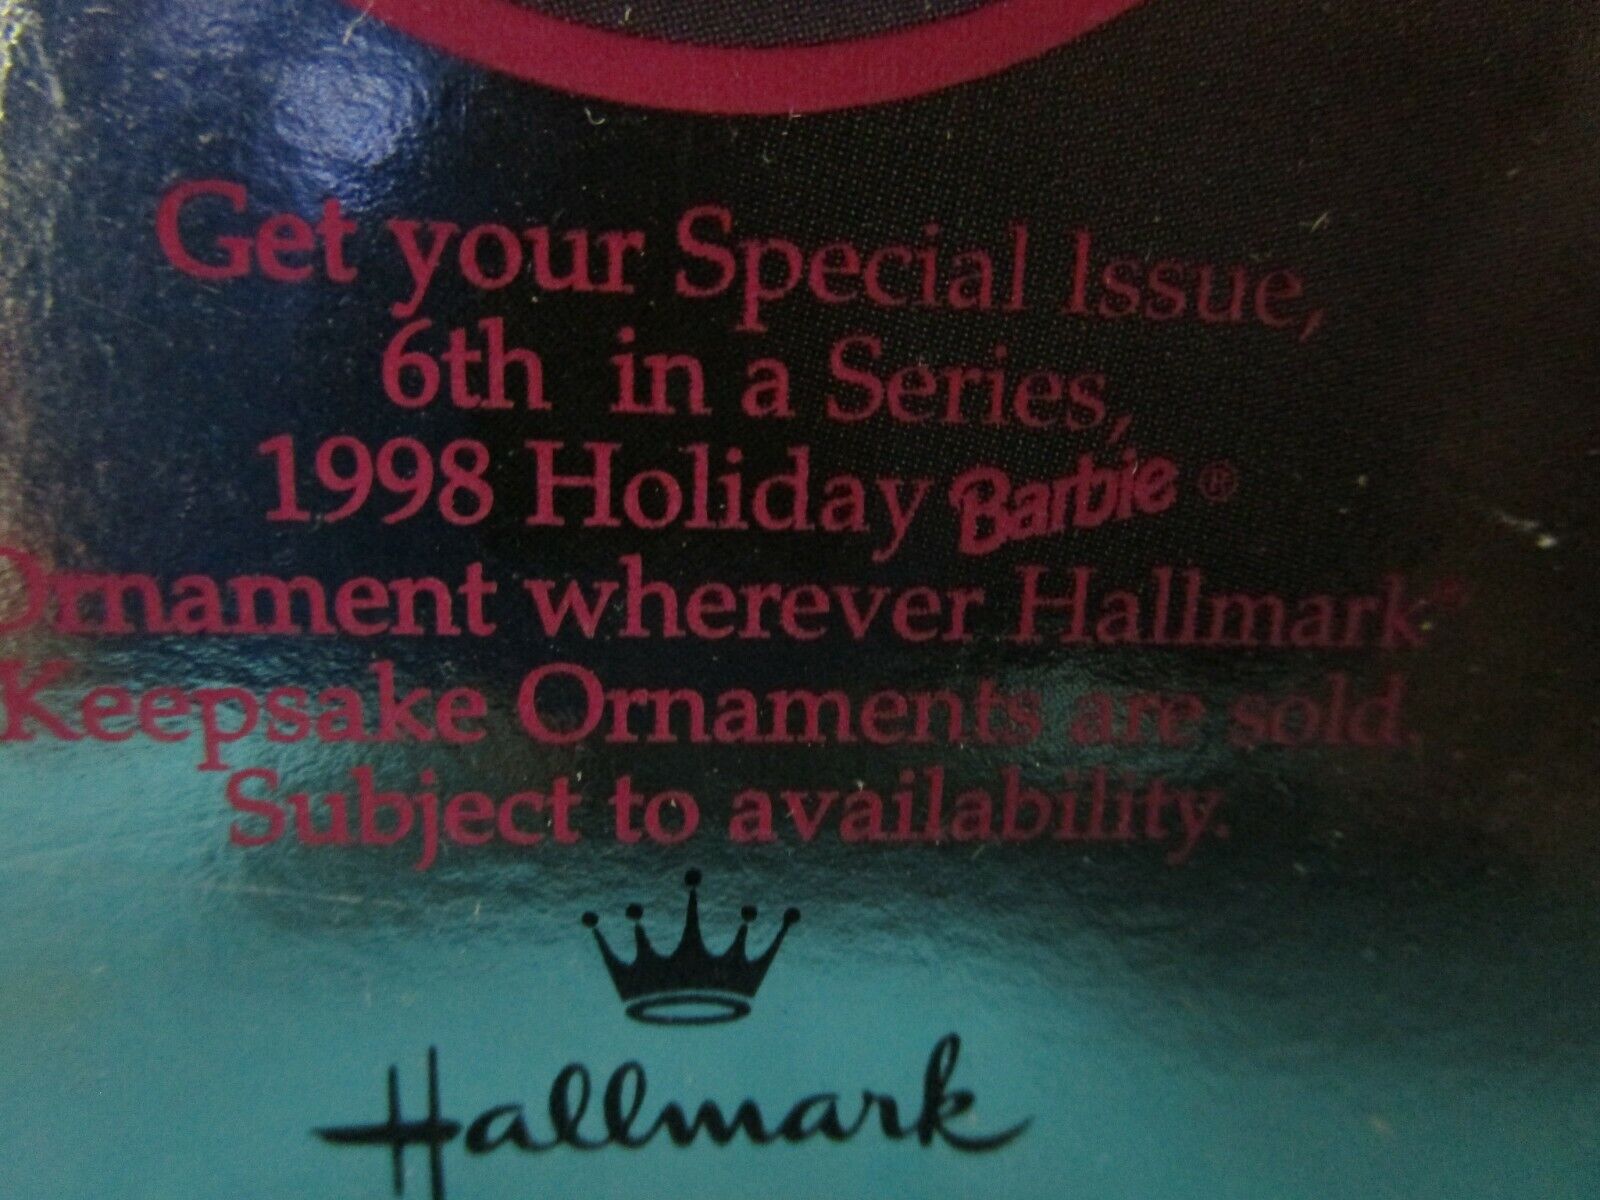 Get your Special Issue,
6th in a Series,
1998 Holiday Barbie ®
Ornament wherever Hallmark®
Keepsake Ornaments are sold.
Subject to availability.
Hallmark